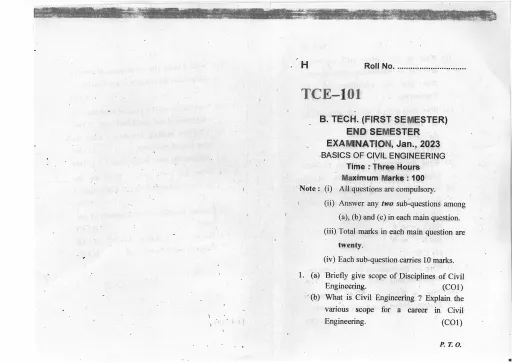 H Roll No. ..............................
TCE–101
B. TECH. (FIRST SEMESTER)
END SEMESTER
EXAMINATION, Jan., 2023
BASICS OF CIVIL ENGINEERING
Time : Three Hours
Maximum Marks : 100
Note : (i) All questions are compulsory.
(ii) Answer any two sub-questions among
(a), (b) and (c) in each main question.
(iii) Total marks in each main question are
twenty.
(iv) Each sub-question carries 10 marks.
1. (a) Briefly give scope of Disciplines of Civil
Engineering. (CO1)
(b) What is Civil Engineering ? Explain the
various scope for a career in Civil
Engineering. (CO1)
P. T. O.